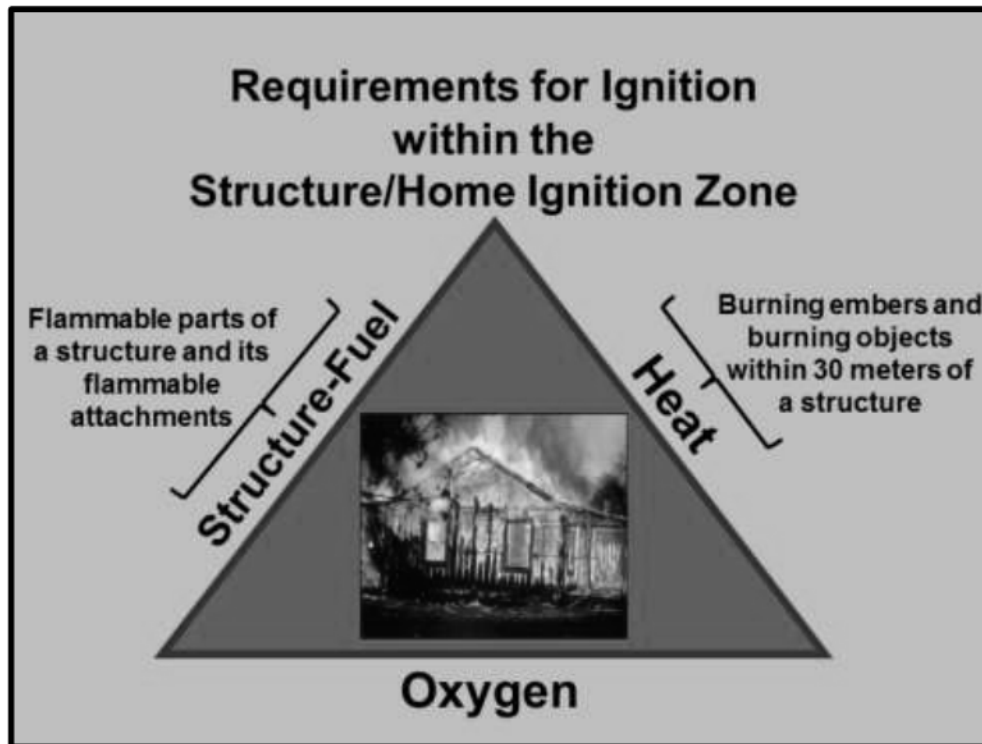 Requirements for Ignition
within the
Structure/Home Ignition Zone
Flammable parts of
a structure and its
flammable
attachments
Structure-Fuel
Heat
Burning embers and
burning objects
within 30 meters of
a structure
Oxygen